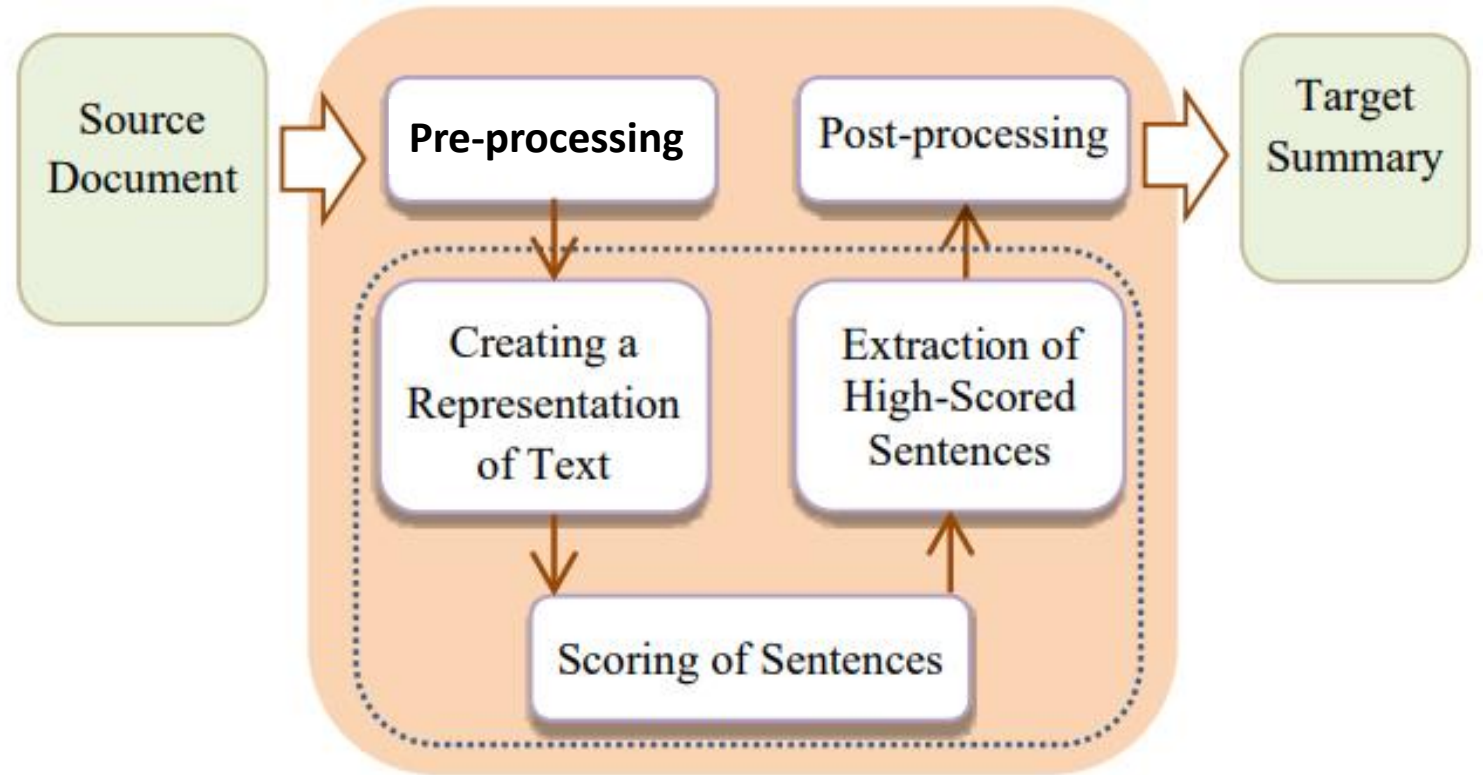 Source
Document
Pre-processing
Creating a
Representation
of Text
Scoring of Sentences
Extraction of
High-Scored
Sentences
Post-processing
Target
Summary